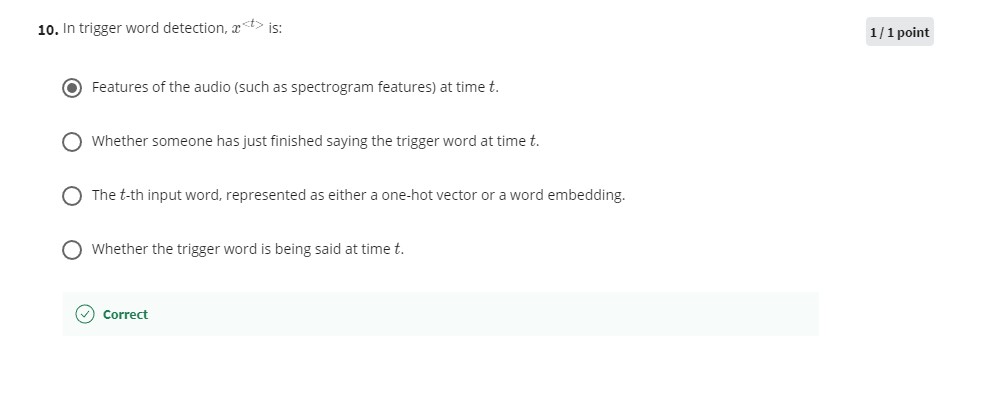 10. In trigger word detection, x<t> is:
1 / 1 point
Features of the audio (such as spectrogram features) at time t.
Whether someone has just finished saying the trigger word at time t.
The t-th input word, represented as either a one-hot vector or a word embedding.
Whether the trigger word is being said at time t.
Correct